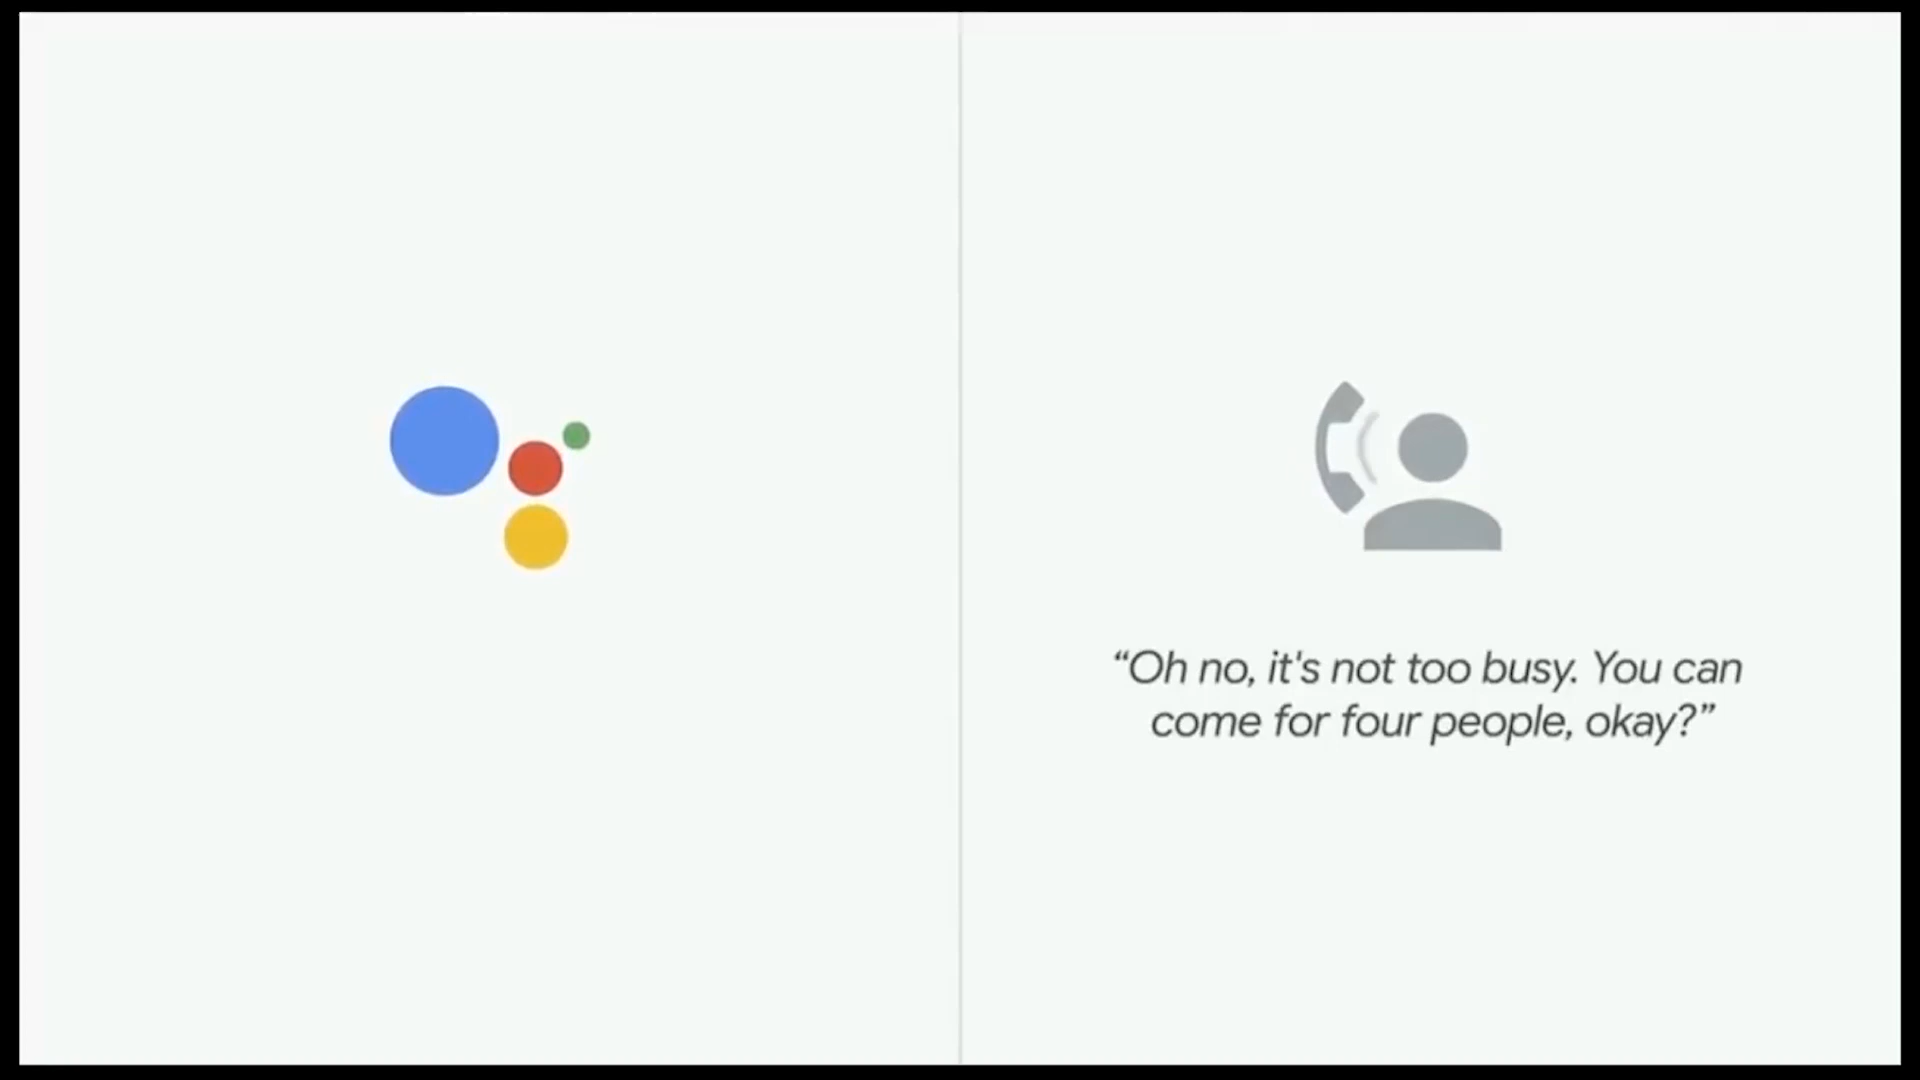 “Oh no, it's not too busy. You can
come for four people, okay?”